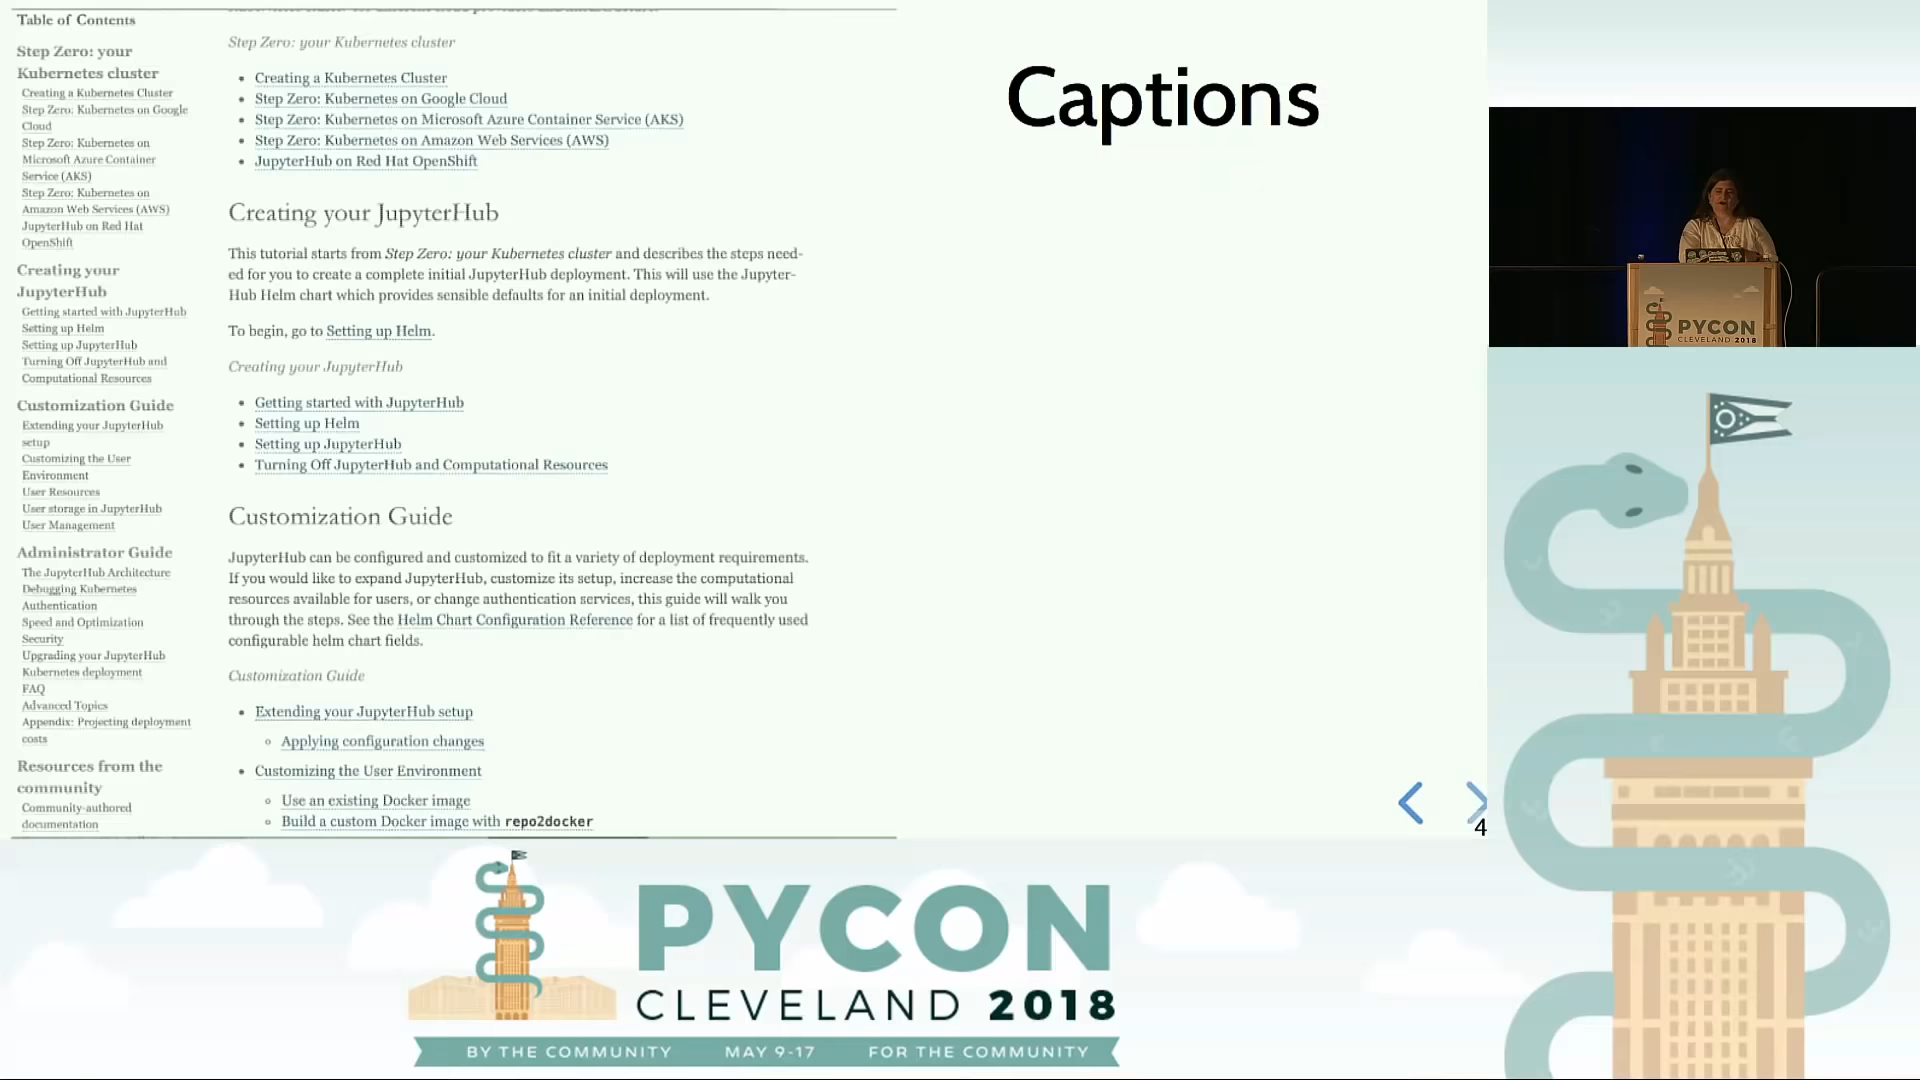 Table of Contents
Step Zero: your
Kubernetes cluster
Creating a Kubernetes Cluster
Step Zero: Kubernetes on Google
Cloud
Step Zero: Kubernetes on
Microsoft Azure Container
Service (AKS)
Step Zero: Kubernetes on
Amazon Web Services (AWS)
JupyterHub on Red Hat
OpenShift
Creating your
JupyterHub
Getting started with JupyterHub
Setting up Helm
Setting up JupyterHub
Turning Off JupyterHub and
Computational Resources
Customization Guide
Extending your JupyterHub
setup
Customizing the User
Environment
User Resources
User storage in JupyterHub
User Management
Administrator Guide
The JupyterHub Architecture
Debugging Kubernetes
Authentication
Speed and Optimization
Security
Upgrading your JupyterHub
Kubernetes deployment
FAQ
Advanced Topics
Appendix: Projecting deployment
costs
Resources from the
community
Community-authored
documentation
Step Zero: your Kubernetes cluster
• Creating a Kubernetes Cluster
• Step Zero: Kubernetes on Google Cloud
• Step Zero: Kubernetes on Microsoft Azure Container Service (AKS)
• Step Zero: Kubernetes on Amazon Web Services (AWS)
• JupyterHub on Red Hat OpenShift
Creating your JupyterHub
This tutorial starts from Step Zero: your Kubernetes cluster and describes the steps need-
ed for you to create a complete initial JupyterHub deployment. This will use the Jupyter-
Hub Helm chart which provides sensible defaults for an initial deployment.
To begin, go to Setting up Helm.
Creating your JupyterHub
• Getting started with JupyterHub
• Setting up Helm
• Setting up JupyterHub
• Turning Off JupyterHub and Computational Resources
Customization Guide
JupyterHub can be configured and customized to fit a variety of deployment requirements.
If you would like to expand JupyterHub, customize its setup, increase the computational
resources available for users, or change authentication services, this guide will walk you
through the steps. See the Helm Chart Configuration Reference for a list of frequently used
configurable helm chart fields.
Customization Guide
• Extending your JupyterHub setup
◦ Applying configuration changes
• Customizing the User Environment
◦ Use an existing Docker image
◦ Build a custom Docker image with repo2docker
Captions
4
PYCON
CLEVELAND 2018
PYCON
CLEVELAND 2018
BY THE COMMUNITY MAY 9-17 FOR THE COMMUNITY